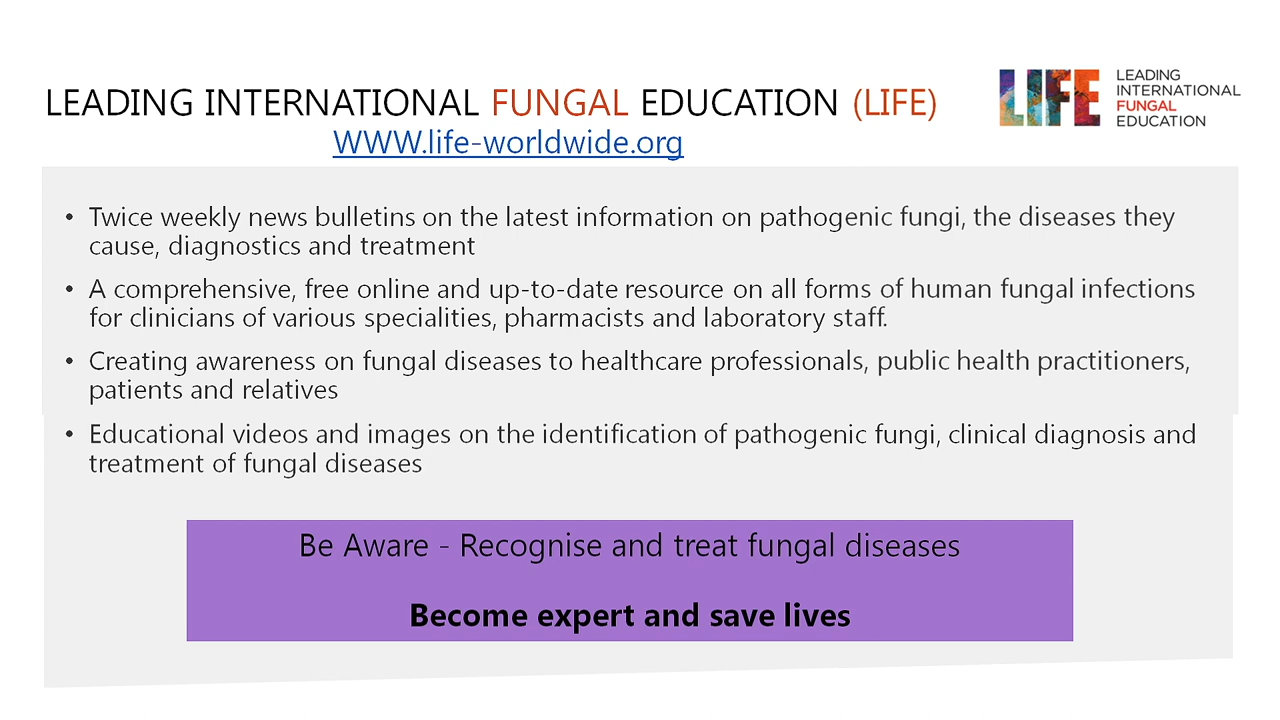 LEADING INTERNATIONAL FUNGAL EDUCATION (LIFE)
WWW.life-worldwide.org
LIFE
LEADING
INTERNATIONAL
FUNGAL
EDUCATION
• Twice weekly news bulletins on the latest information on pathogenic fungi, the diseases they
cause, diagnostics and treatment
• A comprehensive, free online and up-to-date resource on all forms of human fungal infections
for clinicians of various specialities, pharmacists and laboratory staff.
• Creating awareness on fungal diseases to healthcare professionals, public health practitioners,
patients and relatives
• Educational videos and images on the identification of pathogenic fungi, clinical diagnosis and
treatment of fungal diseases
Be Aware - Recognise and treat fungal diseases
Become expert and save lives